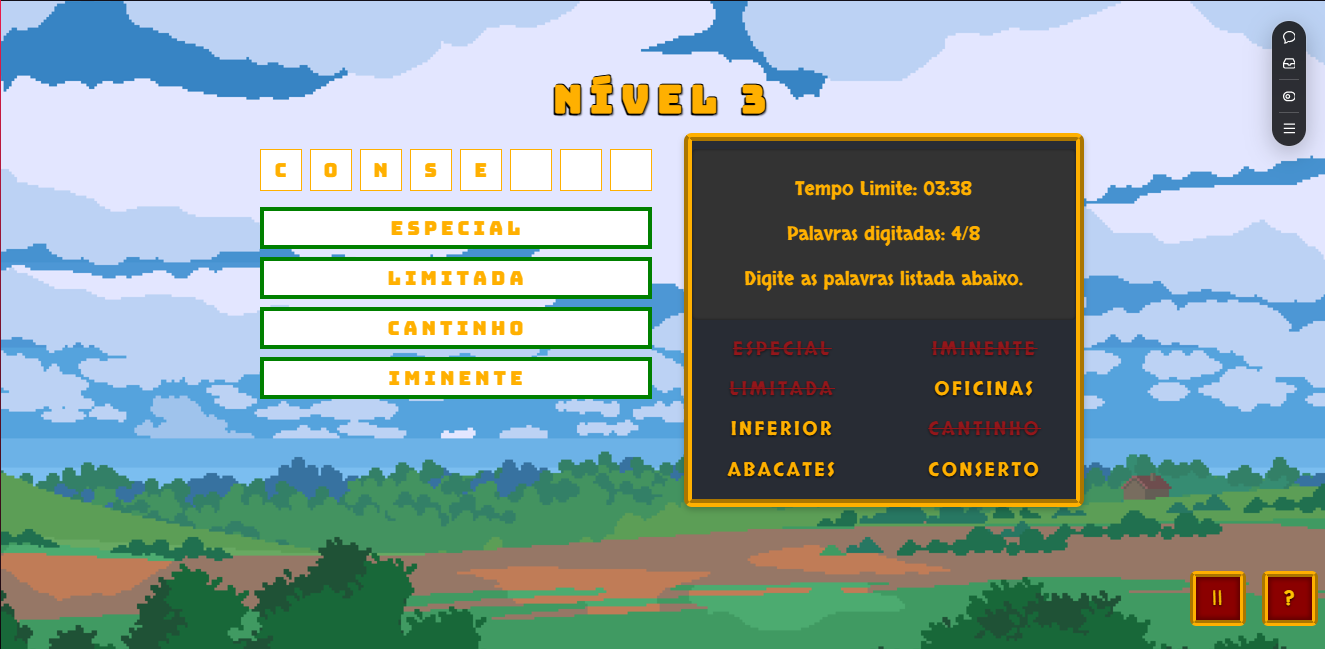 NÍVEL 3
C O N S E
ESPECIAL
LIMITADA
CANTINHO
IMINENTE
Tempo Limite: 03:38
Palavras digitadas: 4/8
Digite as palavras listada abaixo.
ESPECIAL IMINENTE
LIMITADA OFICINAS
INFERIOR CANTINHO
ABACATES CONSERTO
?